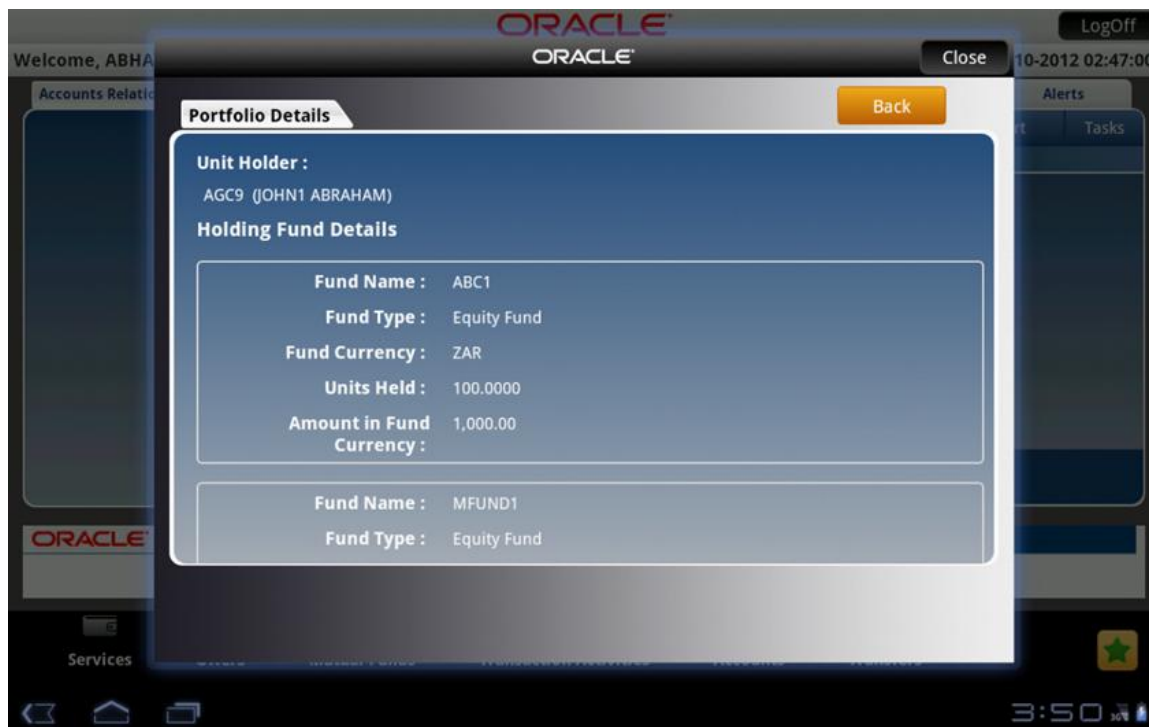 ORACLE
LogOff
ORACLE
Close
Welcome, ABHA
10-2012 02:47:00
Accounts Relatio
Alerts
Portfolio Details
Back
Tasks
Unit Holder :
AGC9 (JOHN1 ABRAHAM)
Holding Fund Details
Fund Name : ABC1
Fund Type : Equity Fund
Fund Currency : ZAR
Units Held : 100.0000
Amount in Fund 1,000.00
Currency :
Fund Name : MFUND1
Fund Type : Equity Fund
ORACLE
Services
3:50